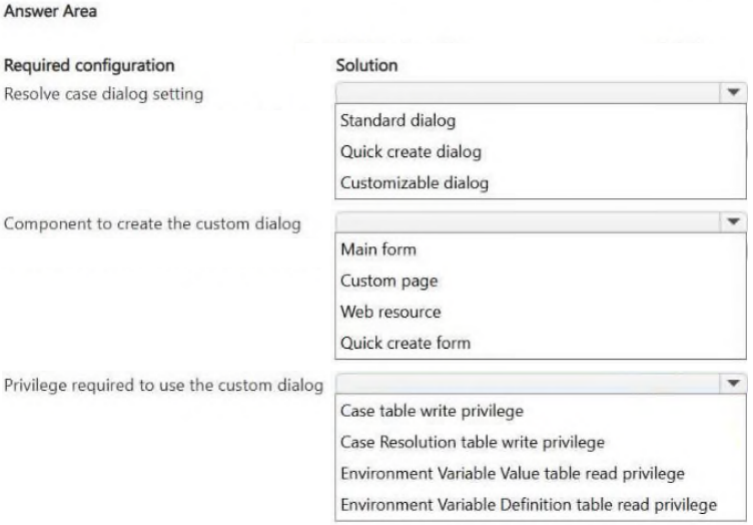 Answer Area
Required configuration Solution
Resolve case dialog setting
Standard dialog
Quick create dialog
Customizable dialog
Component to create the custom dialog
Main form
Custom page
Web resource
Quick create form
Privilege required to use the custom dialog
Case table write privilege
Case Resolution table write privilege
Environment Variable Value table read privilege
Environment Variable Definition table read privilege